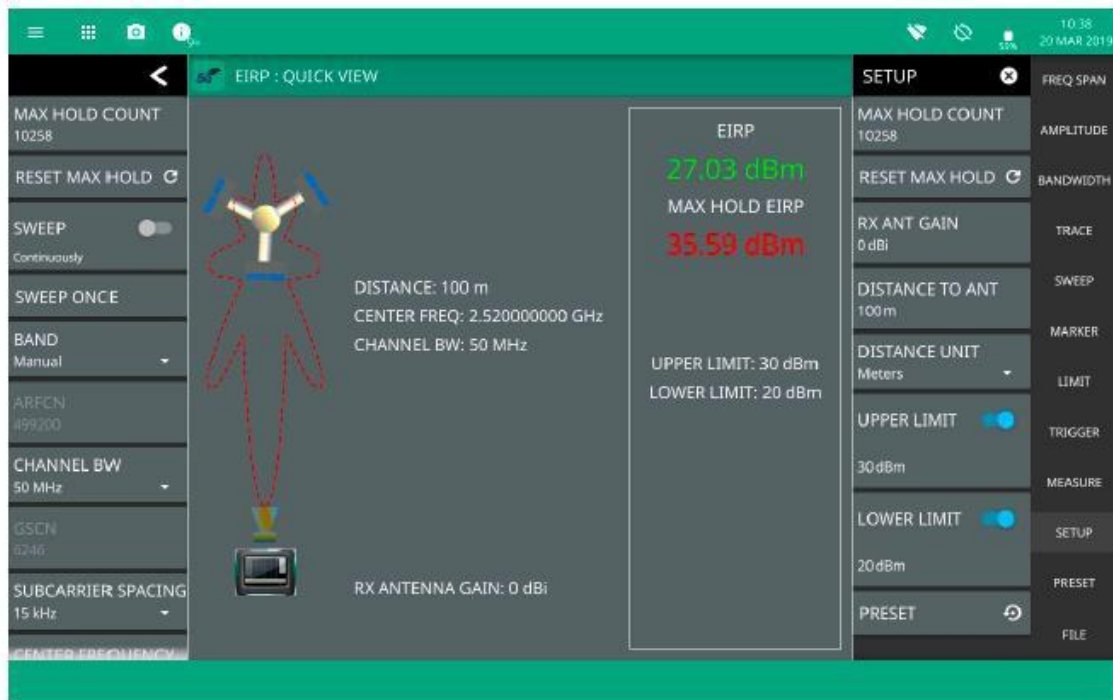 9+
59%
10:38
20 MAR 2019
EIRP : QUICK VIEW
MAX HOLD COUNT
10258
RESET MAX HOLD
SWEEP
Continuously
SWEEP ONCE
BAND
Manual
ARFCN
499200
CHANNEL BW
50 MHz
GSCN
6246
SUBCARRIER SPACING
15 kHz
CENTER FREQUENCY
DISTANCE: 100 m
CENTER FREQ: 2.520000000 GHz
CHANNEL BW: 50 MHz
RX ANTENNA GAIN: 0 dBi
EIRP
27.03 dBm
MAX HOLD EIRP
35.59 dBm
UPPER LIMIT: 30 dBm
LOWER LIMIT: 20 dBm
SETUP
MAX HOLD COUNT
10258
RESET MAX HOLD
RX ANT GAIN
0 dBi
DISTANCE TO ANT
100m
DISTANCE UNIT
Meters
UPPER LIMIT
30dBm
LOWER LIMIT
20dBm
PRESET
FREQ SPAN
AMPLITUDE
BANDWIDTH
TRACE
SWEEP
MARKER
LIMIT
TRIGGER
MEASURE
SETUP
PRESET
FILE